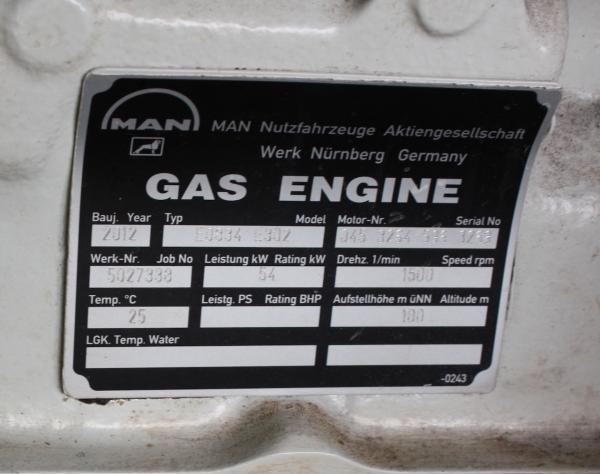 MAN MAN Nutzfahrzeuge Aktiengesellschaft
Werk Nürnberg Germany
GAS ENGINE
Bauj. Year Typ Model Motor-Nr. Serial No
2012 E0834 E302
Werk-Nr. Job No Leistung kW Rating kW Drehz. 1/min Speed rpm
5027338 54 1500
Temp. °C Leistg. PS Rating BHP Aufstellhöhe m üNN Altitude m
25 100
LGK. Temp. Water
-0243